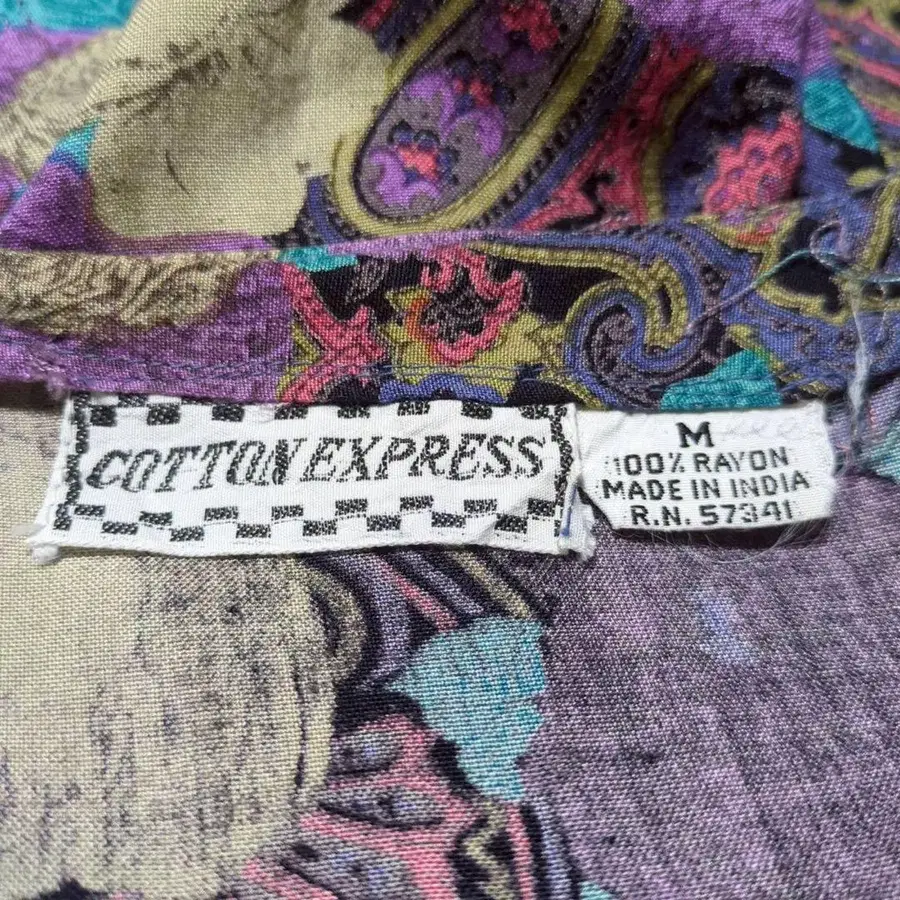 COTTON EXPRESS
M
100% RAYON
MADE IN INDIA
R.N. 57341